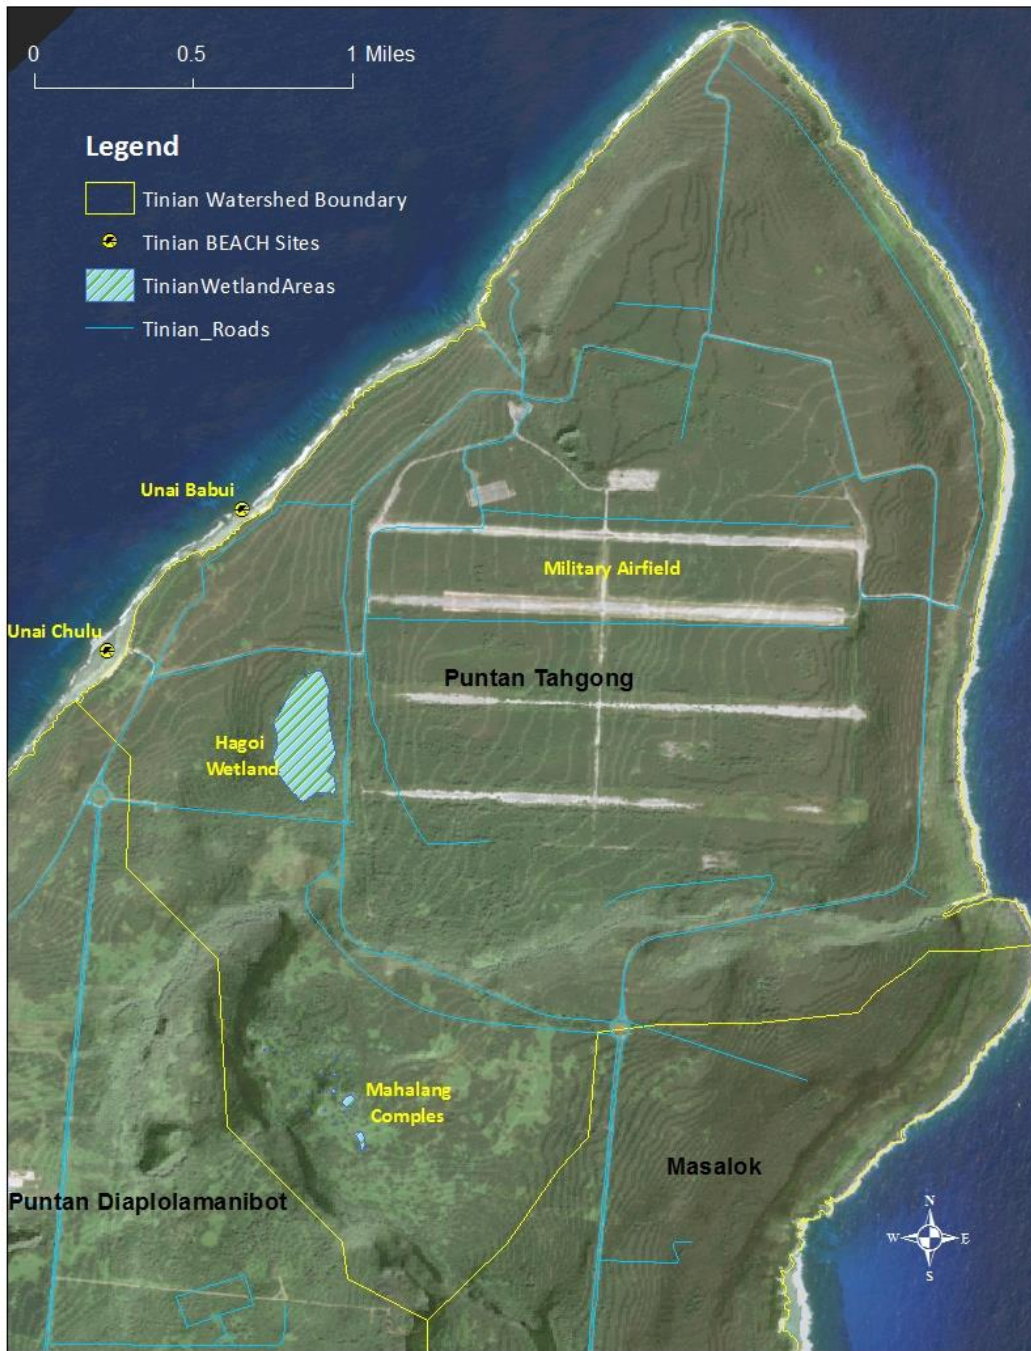 0 0.5 1 Miles
Legend
Tinian Watershed Boundary
Tinian BEACH Sites
TinianWetlandAreas
Tinian_Roads
Unai Babui
Military Airfield
Unai Chulu
Puntan Tahgong
Hagoi
Wetland
Mahalang
Comples
Masalok
Puntan Diaplolamanibot
N
W E
S